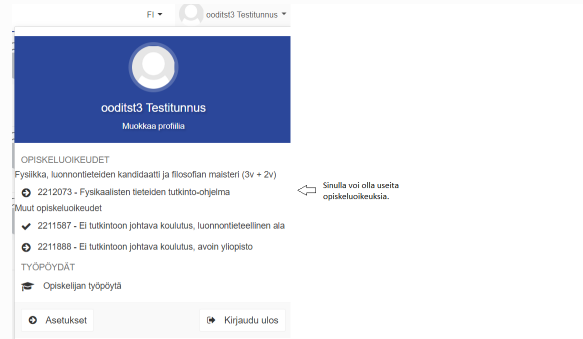 FI
ooditst3 Testitunnus
ooditst3 Testitunnus
Muokkaa profiilia
OPISKELUOIKEUDET
Fysiikka, luonnontieteiden kandidaatti ja filosofian maisteri (3v + 2v)
2212073 - Fysikaalisten tieteiden tutkinto-ohjelma
Muut opiskeluoikeudet
2211587 - Ei tutkintoon johtava koulutus, luonnontieteellinen ala
2211888 - Ei tutkintoon johtava koulutus, avoin yliopisto
TYÖPÖYDÄT
Opiskelijan työpöytä
Asetukset
Kirjaudu ulos
Sinulla voi olla useita
opiskeluoikeuksia.